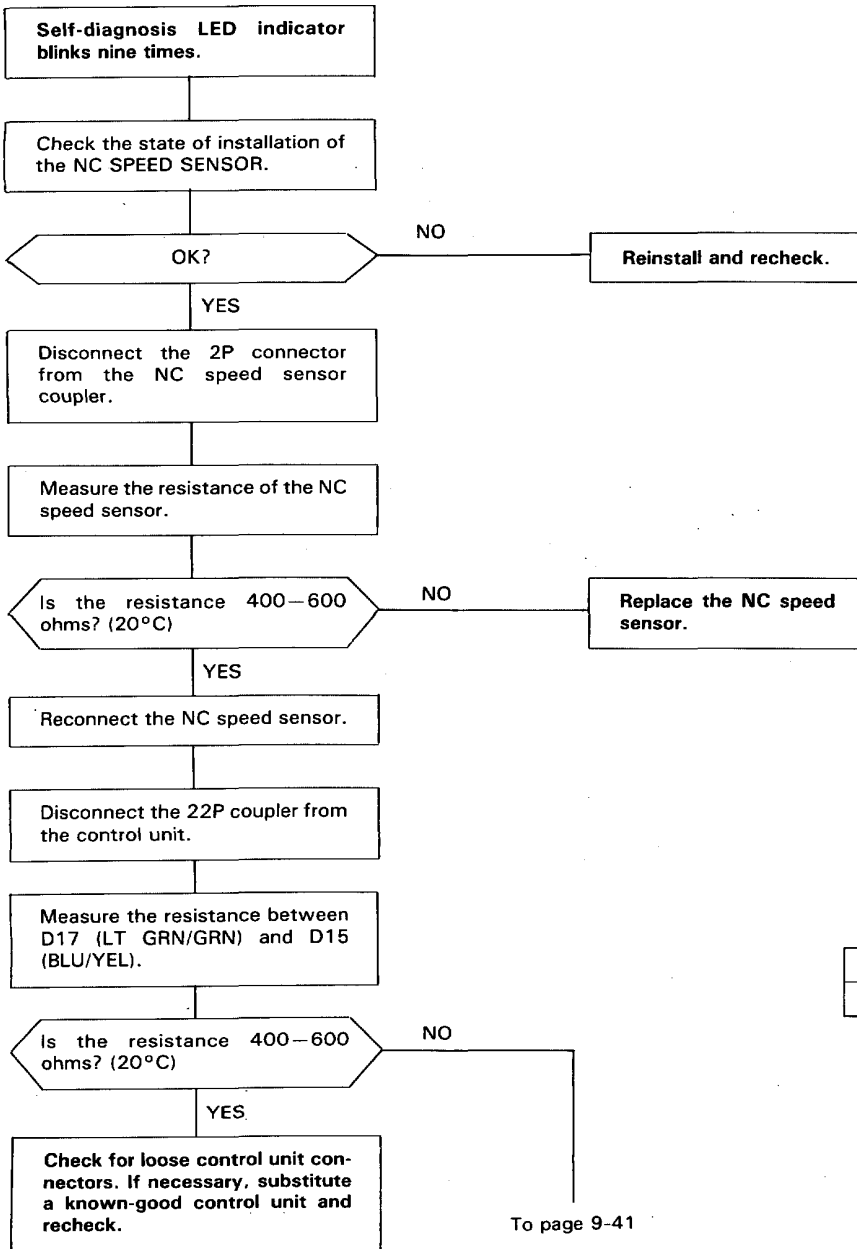 Self-diagnosis LED indicator
blinks nine times.
Check the state of installation of
the NC SPEED SENSOR.
OK?
NO
Reinstall and recheck.
YES
Disconnect the 2P connector
from the NC speed sensor
coupler.
Measure the resistance of the NC
speed sensor.
Is the resistance 400—600
ohms? (20°C)
NO
Replace the NC speed
sensor.
YES
Reconnect the NC speed sensor.
Disconnect the 22P coupler from
the control unit.
Measure the resistance between
D17 (LT GRN/GRN) and D15
(BLU/YEL).
Is the resistance 400—600
ohms? (20°C)
NO
YES
Check for loose control unit con-
nectors. If necessary, substitute
a known-good control unit and
recheck.
To page 9-41